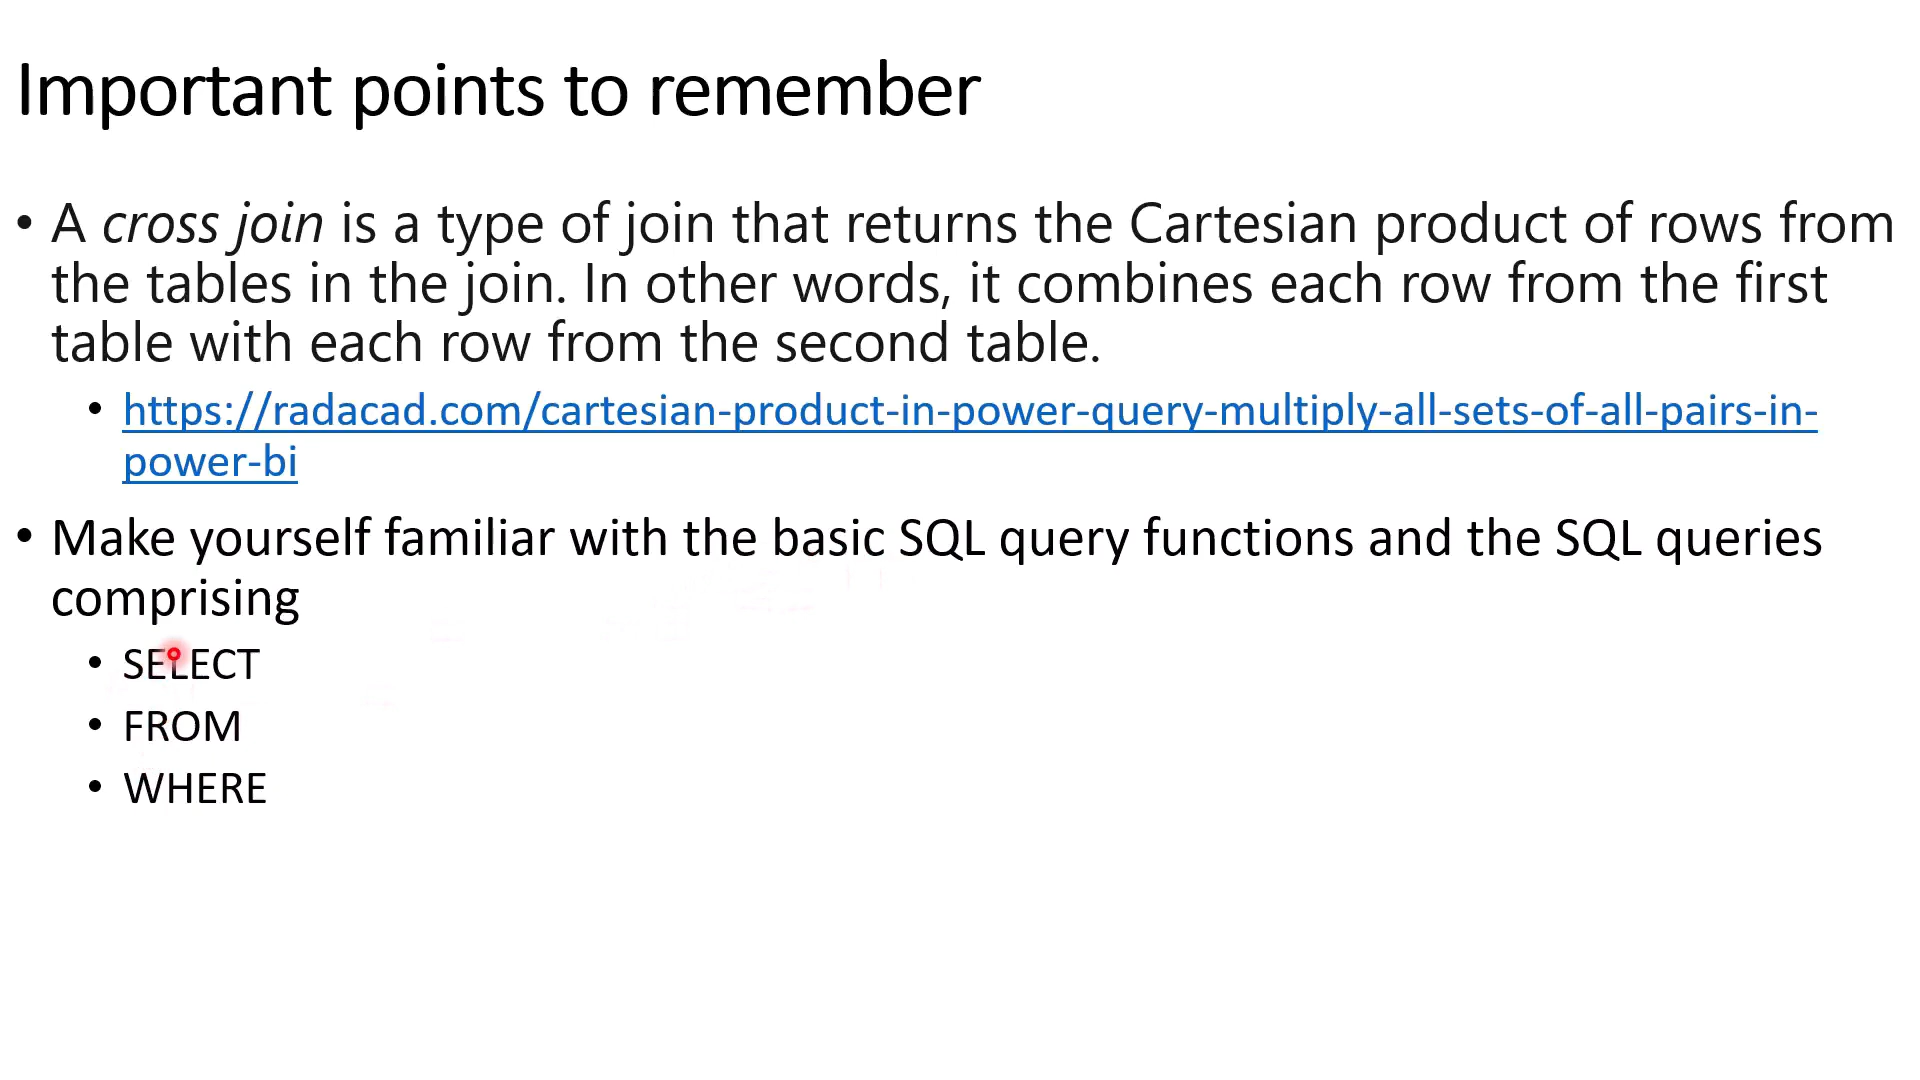 Important points to remember
• A cross join is a type of join that returns the Cartesian product of rows from
the tables in the join. In other words, it combines each row from the first
table with each row from the second table.
• https://radacad.com/cartesian-product-in-power-query-multiply-all-sets-of-all-pairs-in-
power-bi
• Make yourself familiar with the basic SQL query functions and the SQL queries
comprising
• SELECT
• FROM
• WHERE